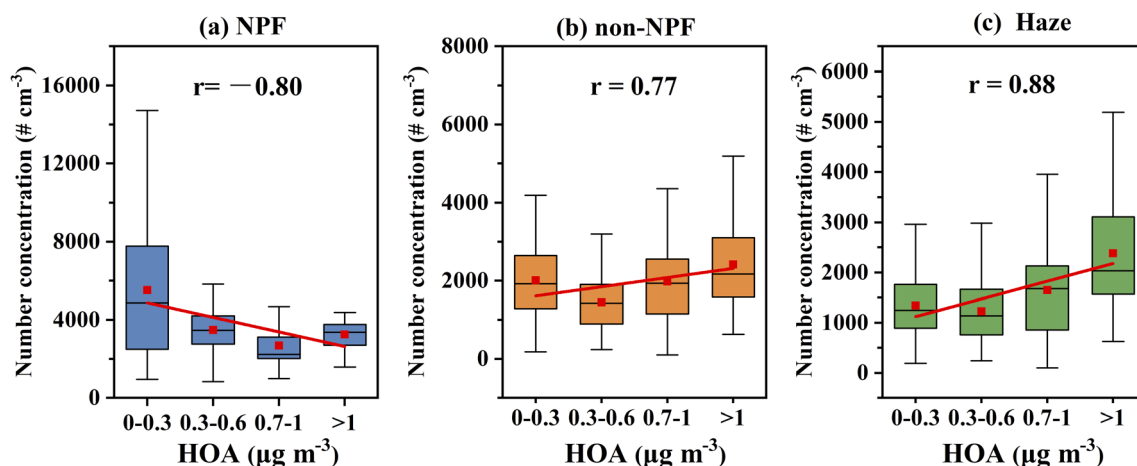 (a) NPF
r= —0.80
Number concentration (# cm-3)
16000
12000
8000
4000
0
0-0.3 0.3-0.6 0.7-1 >1
HOA (μg m-3)
(b) non-NPF
r = 0.77
Number concentration (# cm-3)
8000
6000
4000
2000
0
0-0.3 0.3-0.6 0.7-1 >1
HOA (μg m-3)
(c) Haze
r = 0.88
Number concentration (# cm-3)
6000
5000
4000
3000
2000
1000
0
0-0.3 0.3-0.6 0.7-1 >1
HOA (μg m-3)